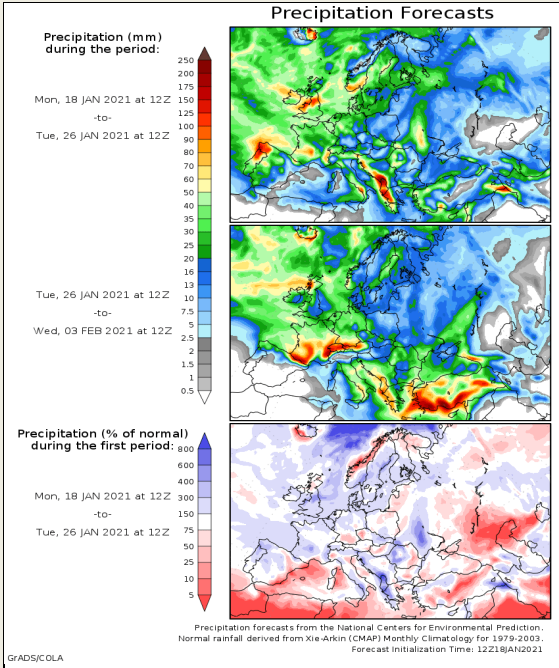 Precipitation Forecasts
Precipitation (mm)
during the period:
Mon, 18 JAN 2021 at 12Z
-to-
Tue, 26 JAN 2021 at 12Z
250
200
175
150
125
100
90
80
70
60
50
40
35
30
25
20
16
13
10
7.5
5
2.5
2
1.5
1
0.5
Tue, 26 JAN 2021 at 12Z
-to-
Wed, 03 FEB 2021 at 12Z
Precipitation (% of normal)
during the first period:
Mon, 18 JAN 2021 at 12Z
-to-
Tue, 26 JAN 2021 at 12Z
800
600
400
300
150
75
50
25
10
5
Precipitation forecasts from the National Centers for Environmental Prediction.
Normal rainfall derived from Xie-Arkin (CMAP) Monthly Climatology for 1979-2003.
Forecast Initialization Time: 12Z18JAN2021
GrADS/COLA